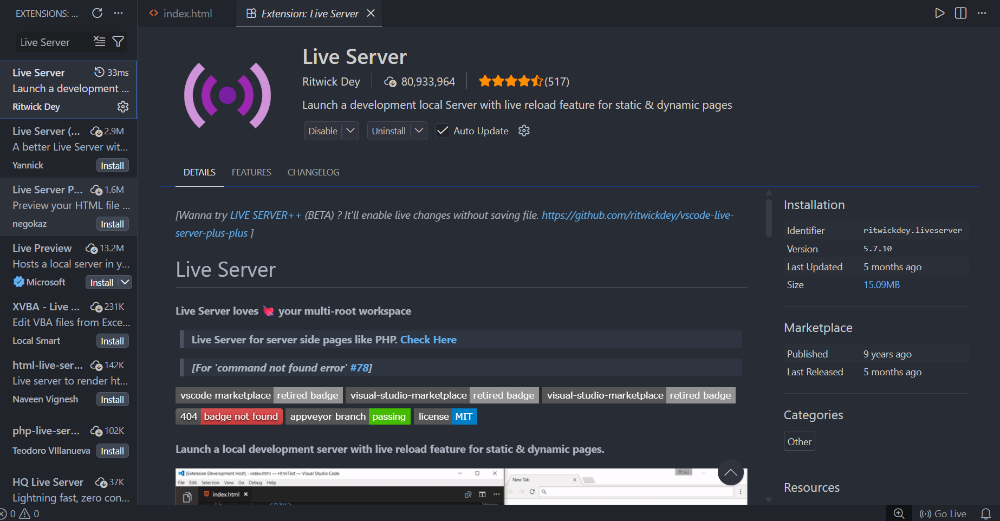 EXTENSIONS: ...
Live Server
Live Server 33ms
Launch a development ...
Ritwick Dey
Live Server (... 2.9M
A better Live Server wit...
Yannick Install
Live Server P... 1.6M
Preview your HTML file ...
negokaz Install
Live Preview 13.2M
Hosts a local server in y...
Microsoft Install
XVBA - Live ... 231K
Edit VBA files from Exce...
Local Smart Install
html-live-ser... 142K
Live server to render ht...
Naveen Vignesh Install
php-live-ser... 102K
Teodoro VIllanueva Install
HQ Live Server 37K
Lightning fast, zero con...
index.html Extension: Live Server
Live Server
Ritwick Dey 80,933,964 (517)
Launch a development local Server with live reload feature for static & dynamic pages
Disable Uninstall Auto Update
DETAILS FEATURES CHANGELOG
[Wanna try LIVE SERVER++ (BETA) ? It'll enable live changes without saving file. https://github.com/ritwickdey/vscode-live-
server-plus-plus ]
Live Server
Live Server loves 💘 your multi-root workspace
Live Server for server side pages like PHP. Check Here
[For 'command not found error' #78]
vscode marketplace retired badge visual-studio-marketplace retired badge visual-studio-marketplace retired badge
404 badge not found appveyor branch passing license MIT
Launch a local development server with live reload feature for static & dynamic pages.
[Extension Development Host] - index.html — HtmlTest — Visual Studio Code
File Edit Selection View Go Debug Help
index.html
New Tab
Installation
Identifier ritwickdey.liveserver
Version 5.7.10
Last Updated 5 months ago
Size 15.09MB
Marketplace
Published 9 years ago
Last Released 5 months ago
Categories
Other
Resources
0 0
Go Live